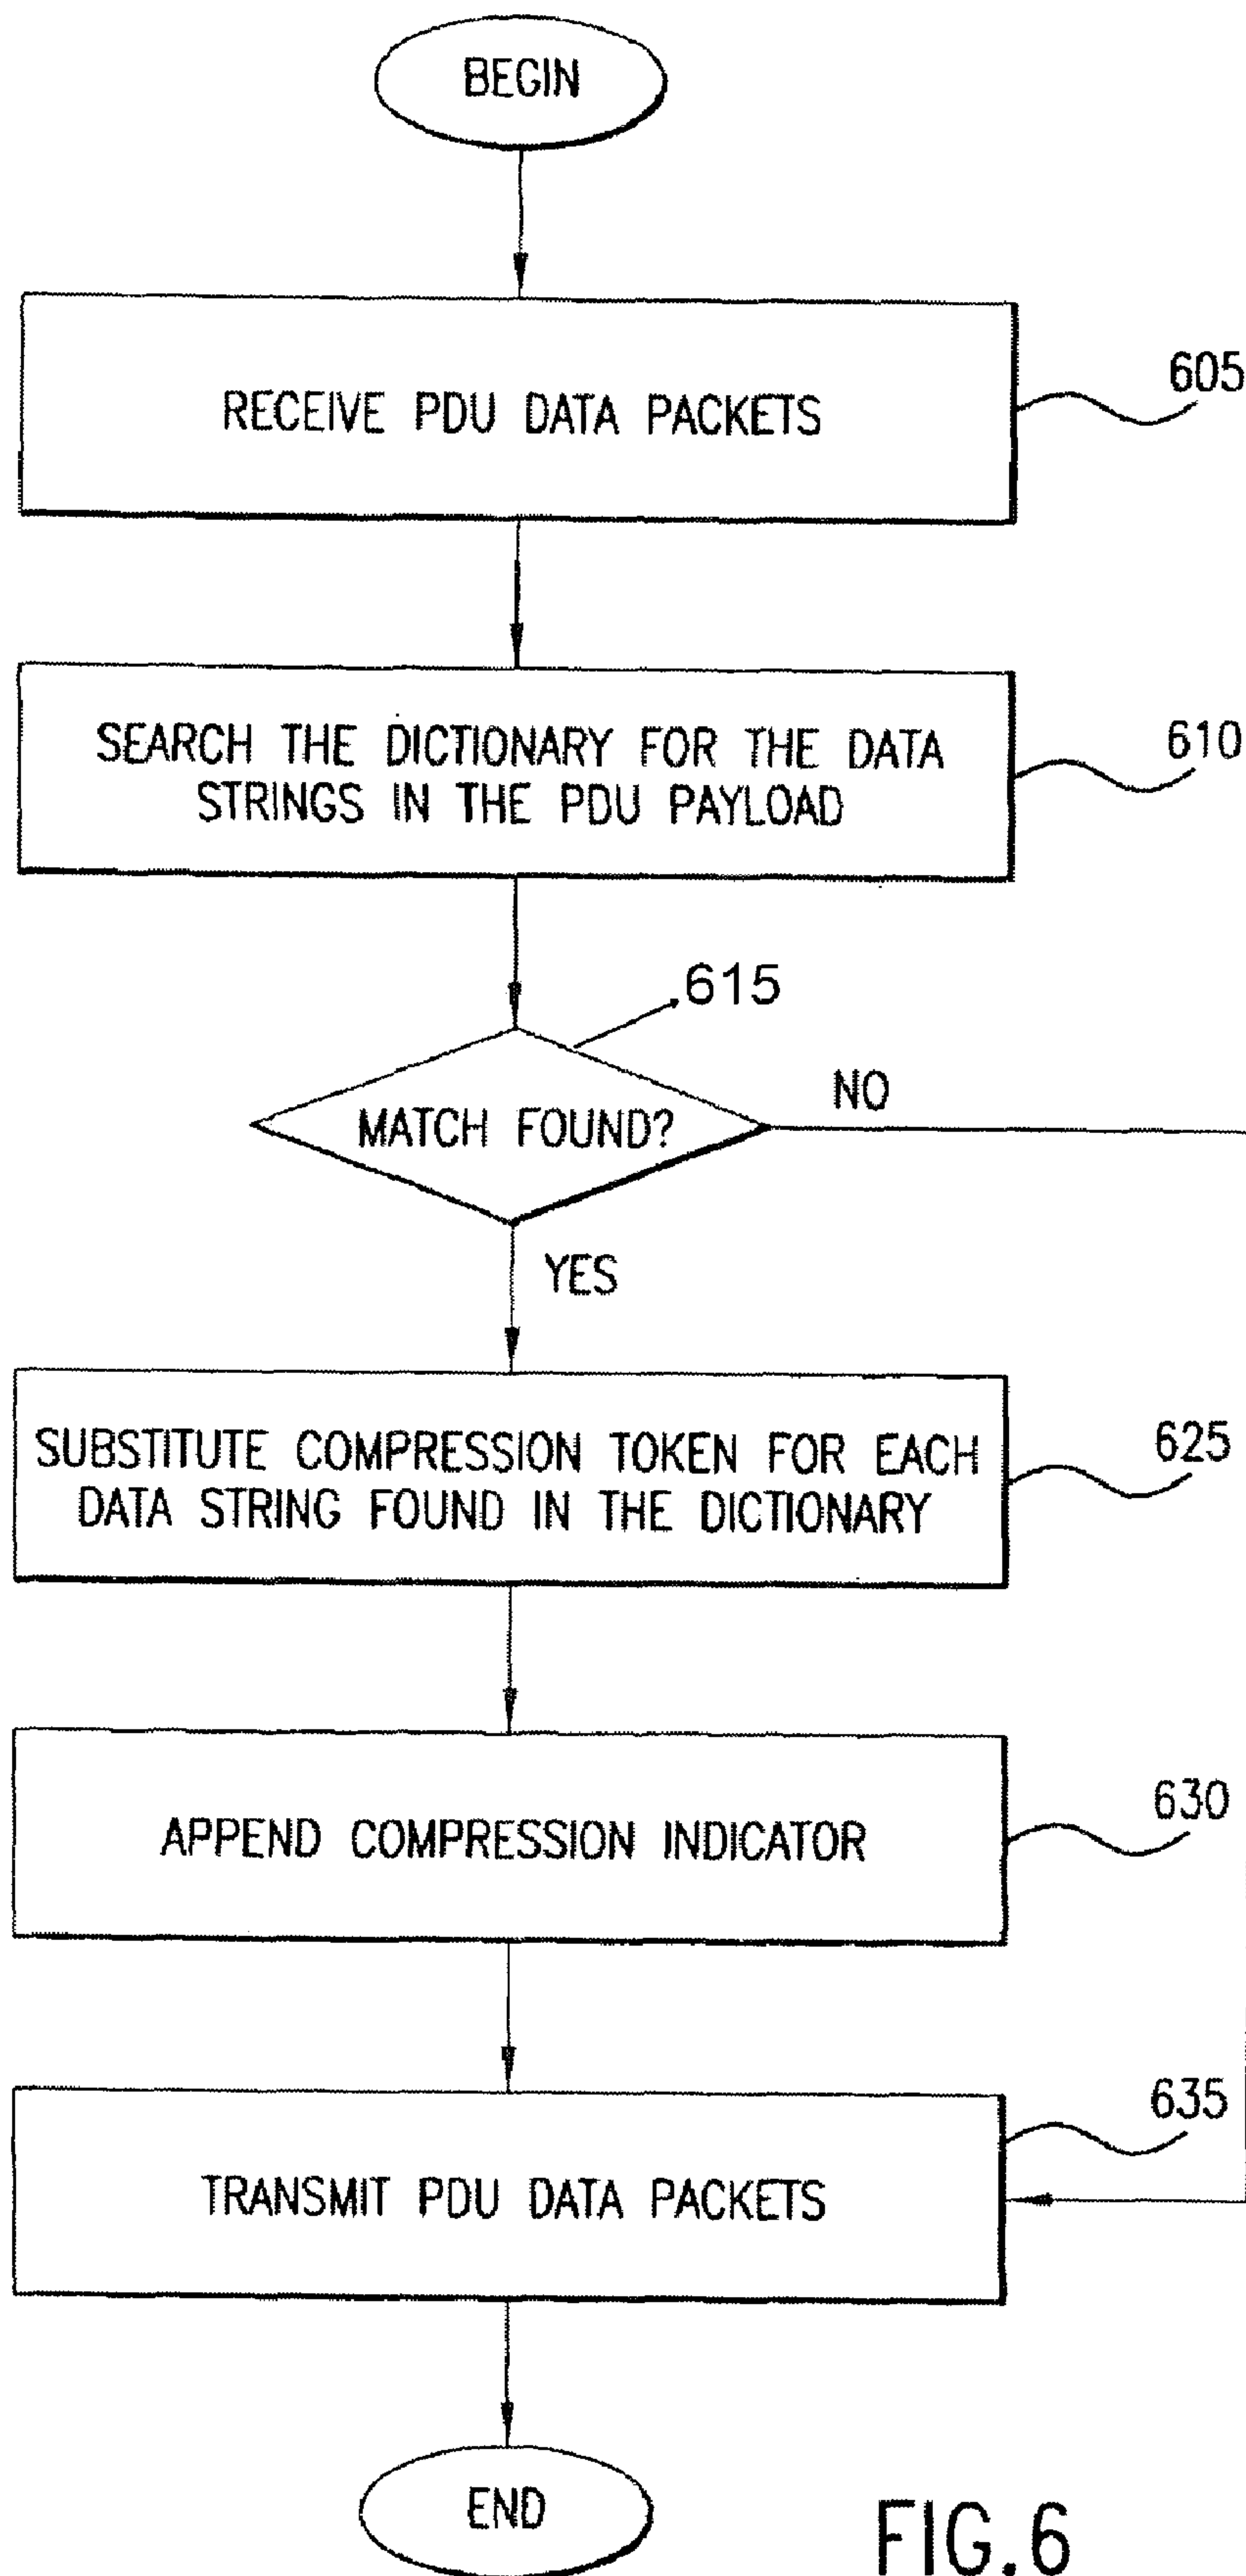 BEGIN
RECEIVE PDU DATA PACKETS
605
SEARCH THE DICTIONARY FOR THE DATA
STRINGS IN THE PDU PAYLOAD
610
615
MATCH FOUND?
NO
YES
SUBSTITUTE COMPRESSION TOKEN FOR EACH
DATA STRING FOUND IN THE DICTIONARY
625
APPEND COMPRESSION INDICATOR
630
TRANSMIT PDU DATA PACKETS
635
END
FIG.6